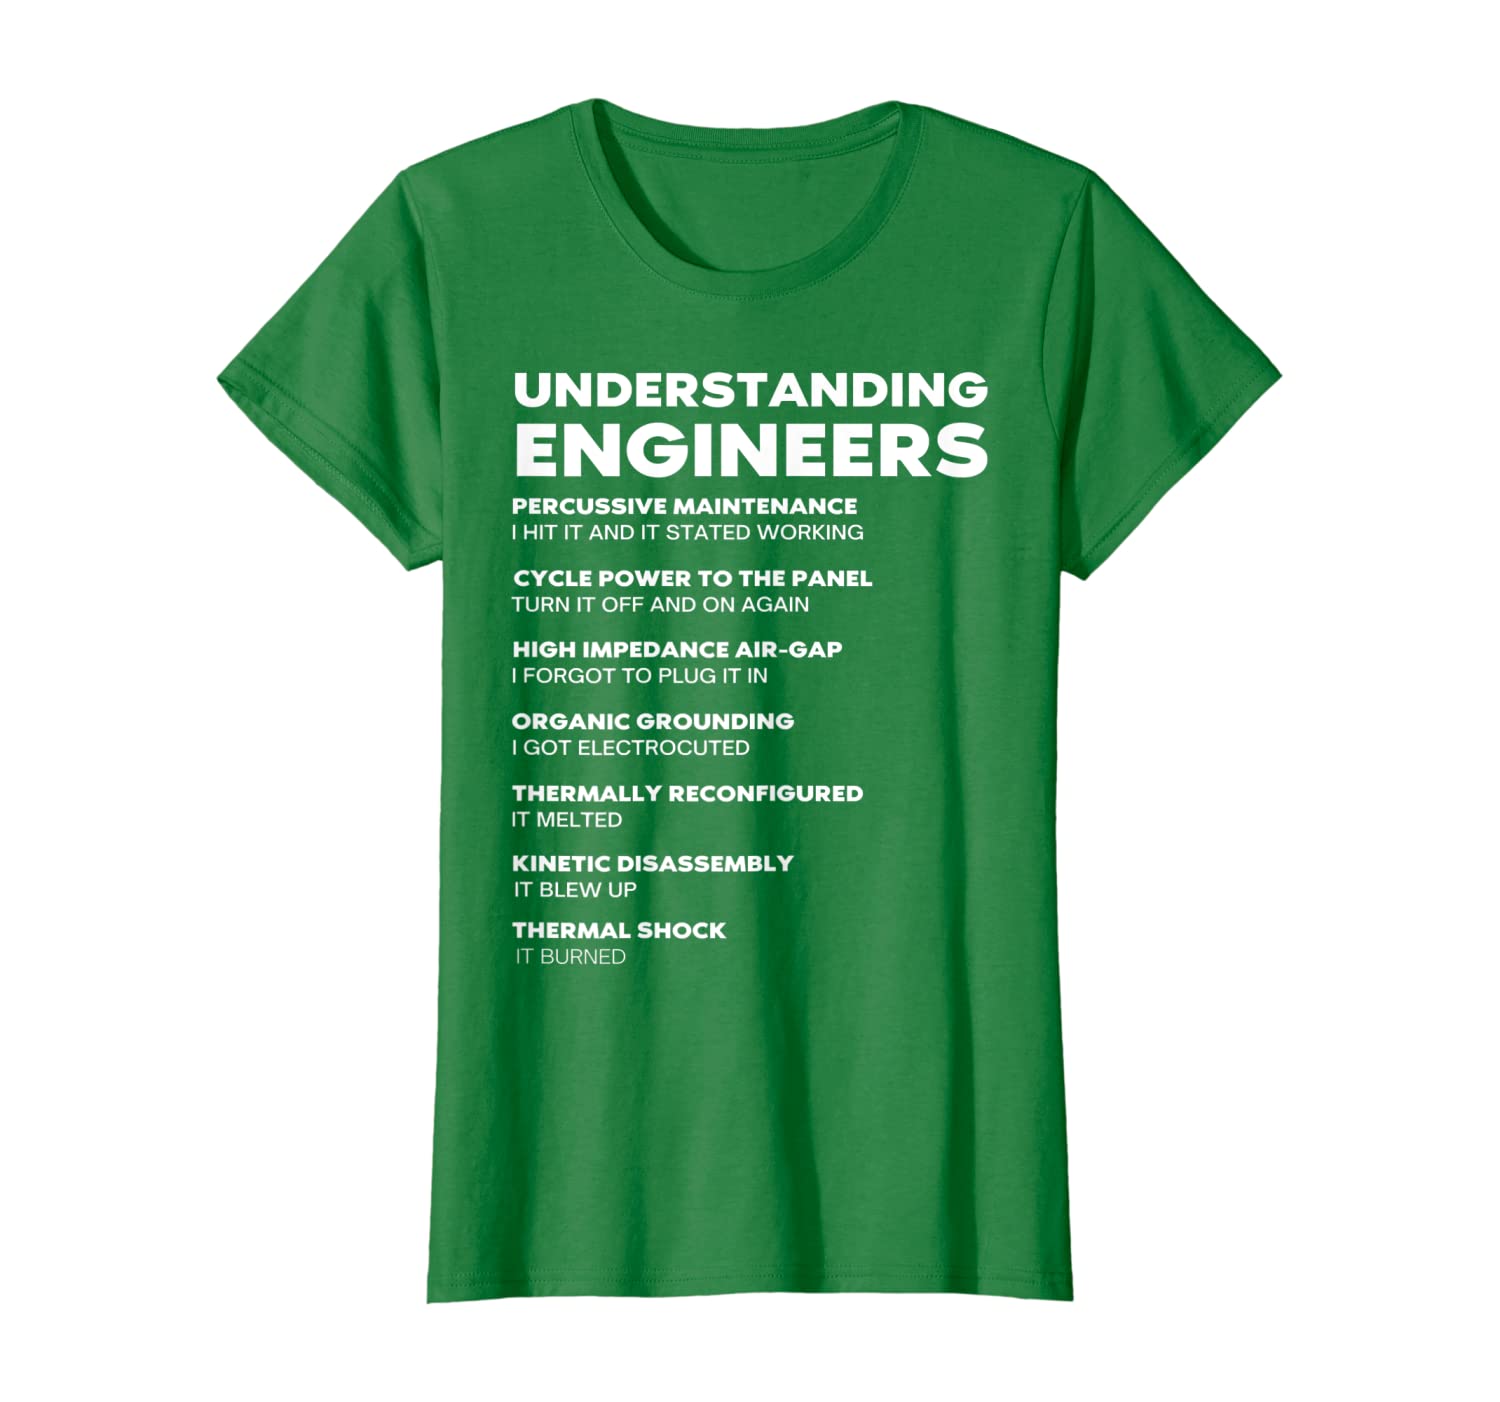 UNDERSTANDING
ENGINEERS
PERCUSSIVE MAINTENANCE
I HIT IT AND IT STATED WORKING
CYCLE POWER TO THE PANEL
TURN IT OFF AND ON AGAIN
HIGH IMPEDANCE AIR-GAP
I FORGOT TO PLUG IT IN
ORGANIC GROUNDING
I GOT ELECTROCUTED
THERMALLY RECONFIGURED
IT MELTED
KINETIC DISASSEMBLY
IT BLEW UP
THERMAL SHOCK
IT BURNED